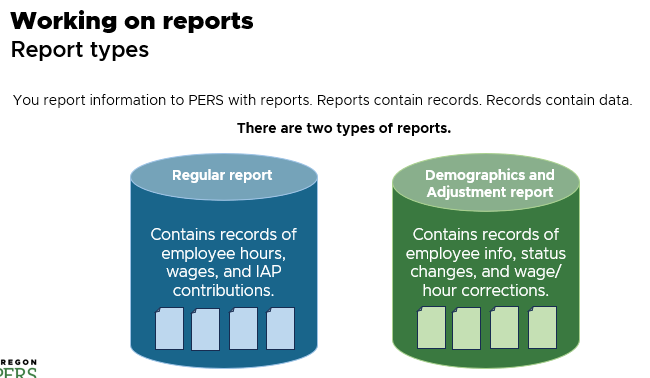 Working on reports
Report types
You report information to PERS with reports. Reports contain records. Records contain data.
There are two types of reports.
Regular report
Contains records of
employee hours,
wages, and IAP
contributions.
Demographics and
Adjustment report
Contains records of
employee info, status
changes, and wage/
hour corrections.
REGON
PERS